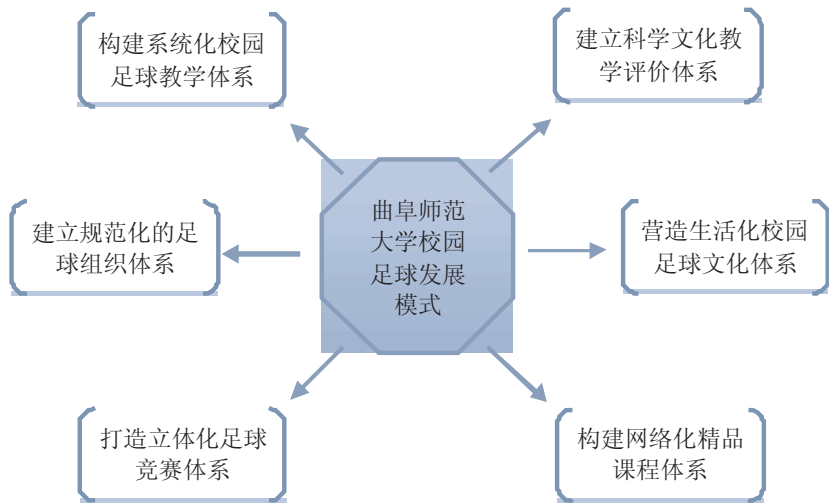 构建系统化校园
足球教学体系
建立科学文化教
学评价体系
建立规范化的足
球组织体系
曲阜师范
大学校园
足球发展
模式
营造生活化校园
足球文化体系
打造立体化足球
竞赛体系
构建网络化精品
课程体系